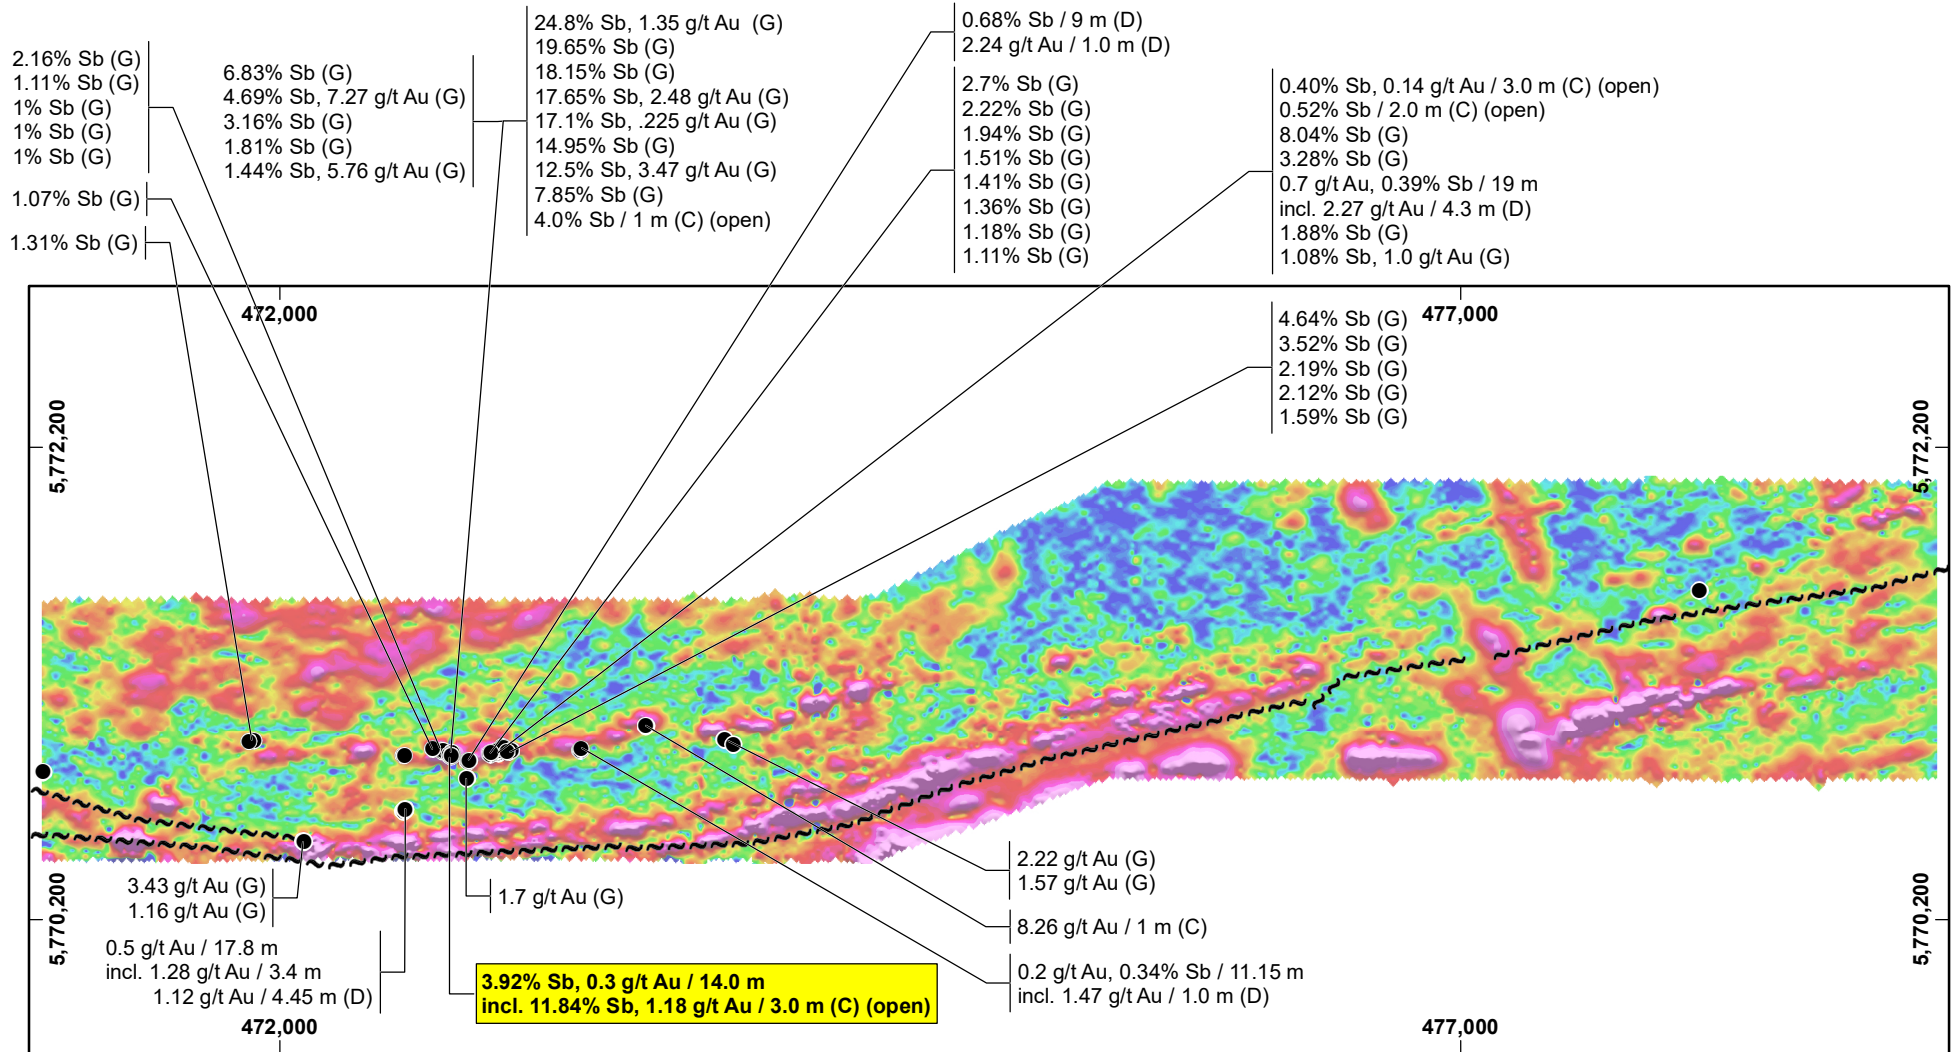 2.16% Sb (G)
1.11% Sb (G)
1% Sb (G)
1% Sb (G)
1% Sb (G)
1.07% Sb (G)
1.31% Sb (G)
6.83% Sb (G)
4.69% Sb, 7.27 g/t Au (G)
3.16% Sb (G)
1.81% Sb (G)
1.44% Sb, 5.76 g/t Au (G)
24.8% Sb, 1.35 g/t Au (G)
19.65% Sb (G)
18.15% Sb (G)
17.65% Sb, 2.48 g/t Au (G)
17.1% Sb, .225 g/t Au (G)
14.95% Sb (G)
12.5% Sb, 3.47 g/t Au (G)
7.85% Sb (G)
4.0% Sb / 1 m (C) (open)
0.68% Sb / 9 m (D)
2.24 g/t Au / 1.0 m (D)
2.7% Sb (G)
2.22% Sb (G)
1.94% Sb (G)
1.51% Sb (G)
1.41% Sb (G)
1.36% Sb (G)
1.18% Sb (G)
1.11% Sb (G)
0.40% Sb, 0.14 g/t Au / 3.0 m (C) (open)
0.52% Sb / 2.0 m (C) (open)
8.04% Sb (G)
3.28% Sb (G)
0.7 g/t Au, 0.39% Sb / 19 m
incl. 2.27 g/t Au / 4.3 m (D)
1.88% Sb (G)
1.08% Sb, 1.0 g/t Au (G)
472,000
477,000
4.64% Sb (G)
3.52% Sb (G)
2.19% Sb (G)
2.12% Sb (G)
1.59% Sb (G)
5,772,200
5,772,200
3.43 g/t Au (G)
1.16 g/t Au (G)
0.5 g/t Au / 17.8 m
incl. 1.28 g/t Au / 3.4 m
1.12 g/t Au / 4.45 m (D)
1.7 g/t Au (G)
3.92% Sb, 0.3 g/t Au / 14.0 m
incl. 11.84% Sb, 1.18 g/t Au / 3.0 m (C) (open)
2.22 g/t Au (G)
1.57 g/t Au (G)
8.26 g/t Au / 1 m (C)
0.2 g/t Au, 0.34% Sb / 11.15 m
incl. 1.47 g/t Au / 1.0 m (D)
5,770,200
5,770,200
472,000
477,000